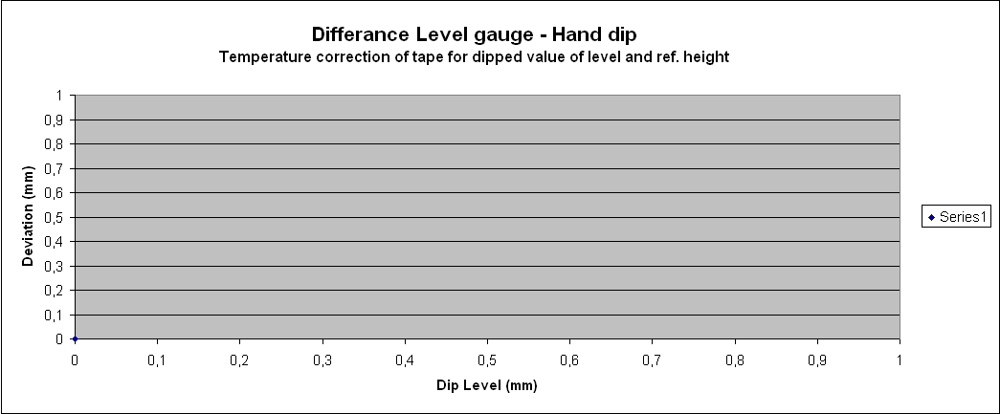 Differance Level gauge - Hand dip
Temperature correction of tape for dipped value of level and ref. height
Deviation (mm)
1
0,9
0,8
0,7
0,6
0,5
0,4
0,3
0,2
0,1
0
0 0,1 0,2 0,3 0,4 0,5 0,6 0,7 0,8 0,9 1
Dip Level (mm)
Series1